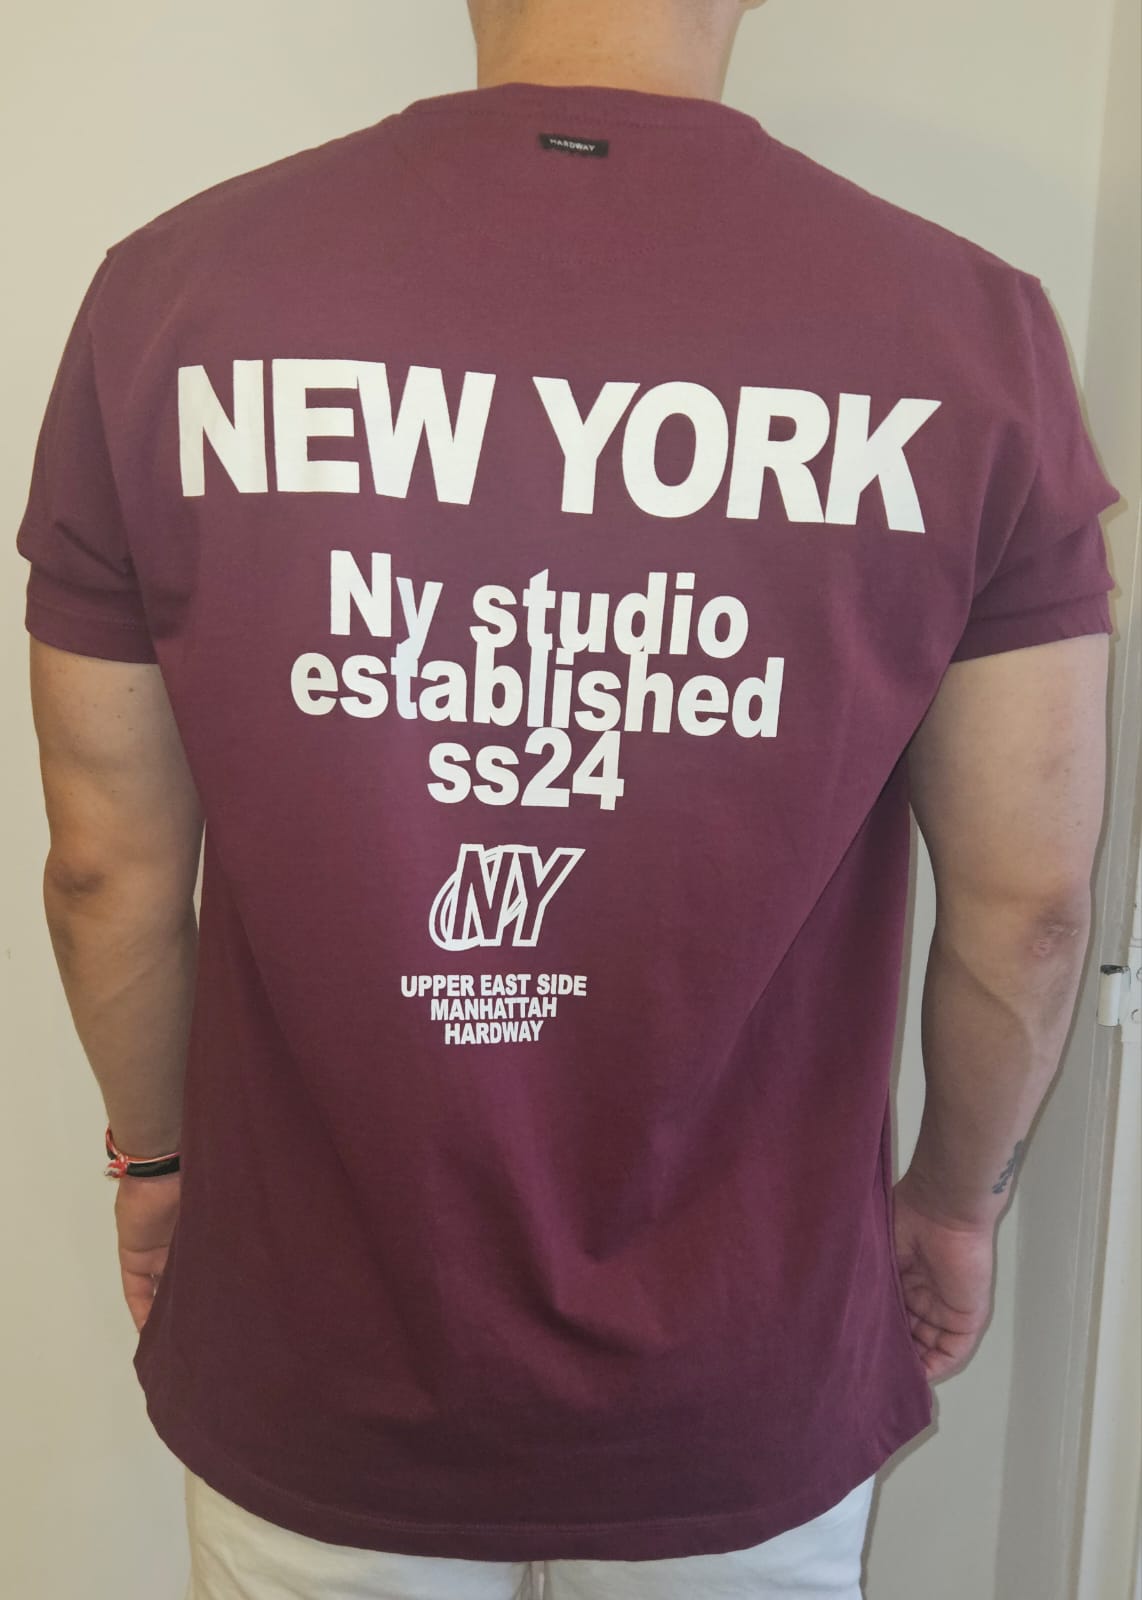 HARDWAY
NEW YORK
Ny studio
established
ss24
NY
UPPER EAST SIDE
MANHATTAH
HARDWAY